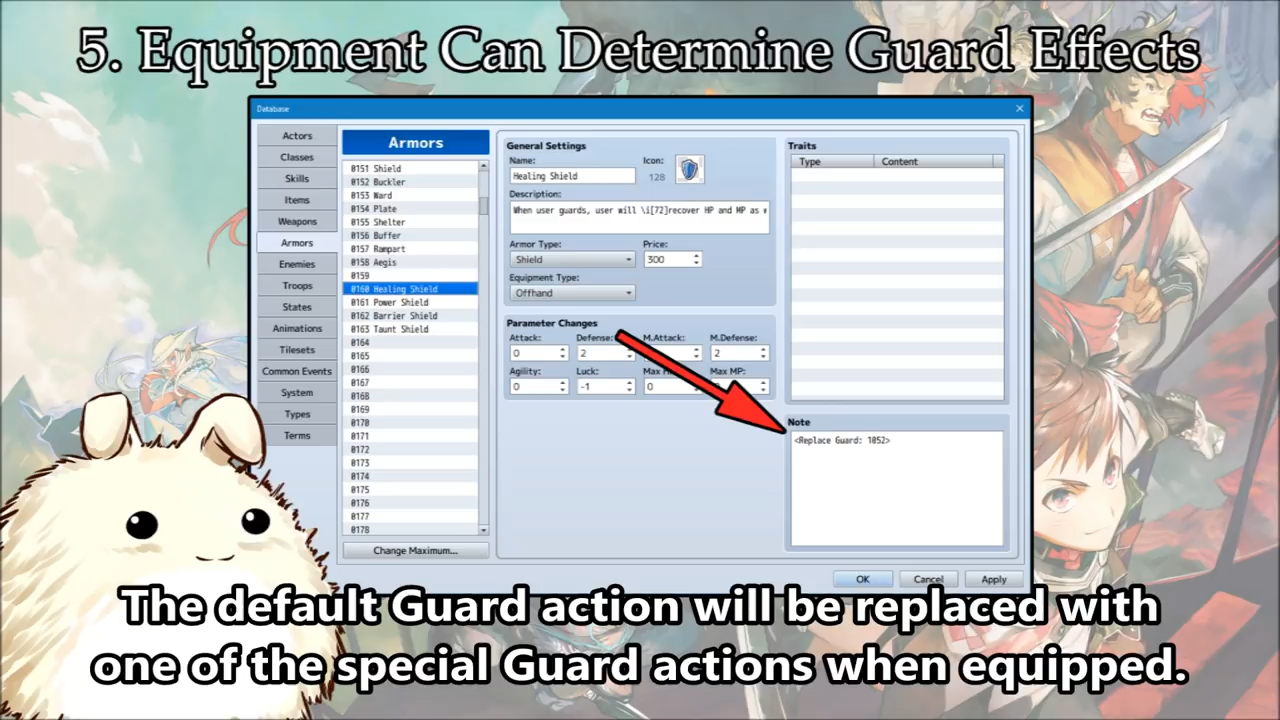 5. Equipment Can Determine Guard Effects
Database
Actors
Classes
Skills
Items
Weapons
Armors
Enemies
Troops
States
Animations
Tilesets
Common Events
System
Types
Terms
Armors
0151 Shield
0152 Buckler
0153 Ward
0154 Plate
0155 Shelter
0156 Buffer
0157 Rampart
0158 Aegis
0159
0160 Healing Shield
0161 Power Shield
0162 Barrier Shield
0163 Taunt Shield
0164
0165
0166
0167
0168
0169
0170
0171
0172
0173
0174
0175
0176
0177
0178
Change Maximum...
General Settings
Name: Icon:
Healing Shield 128
Description:
When user guards, user will \i[72]recover HP and MP as
Armor Type: Price:
Shield 300
Equipment Type:
Offhand
Parameter Changes
Attack: Defense: M.Attack: M.Defense:
0 2 2
Agility: Luck: Max Max MP:
0 -1 0
Traits
Type Content
Note
<Replace Guard: 1052>
OK Cancel Apply
The default Guard action will be replaced with
one of the special Guard actions when equipped.